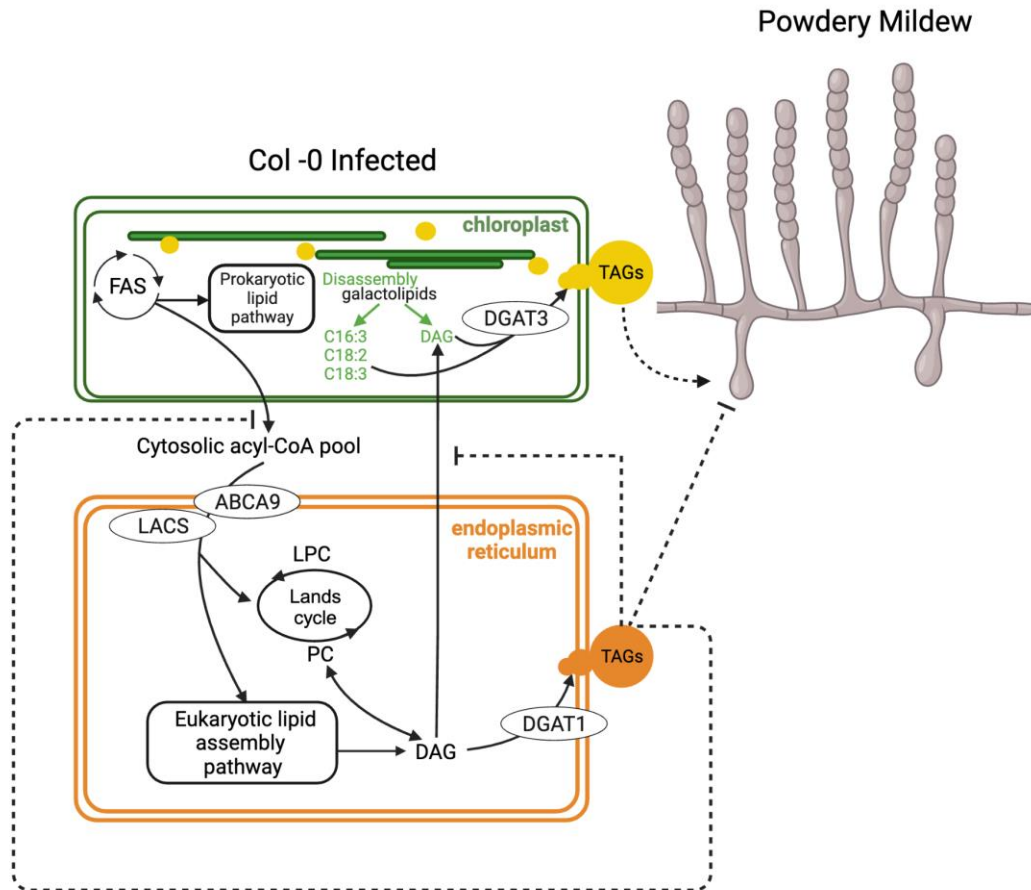 Powdery Mildew
Col -0 Infected
chloroplast
FAS
Prokaryotic
lipid
pathway
Disassembly
galactolipids
C16:3
C18:2
C18:3
DAG
DGAT3
TAGs
Cytosolic acyl-CoA pool
ABCA9
LACS
endoplasmic
reticulum
LPC
Lands
cycle
PC
TAGs
Eukaryotic lipid
assembly
pathway
DAG
DGAT1